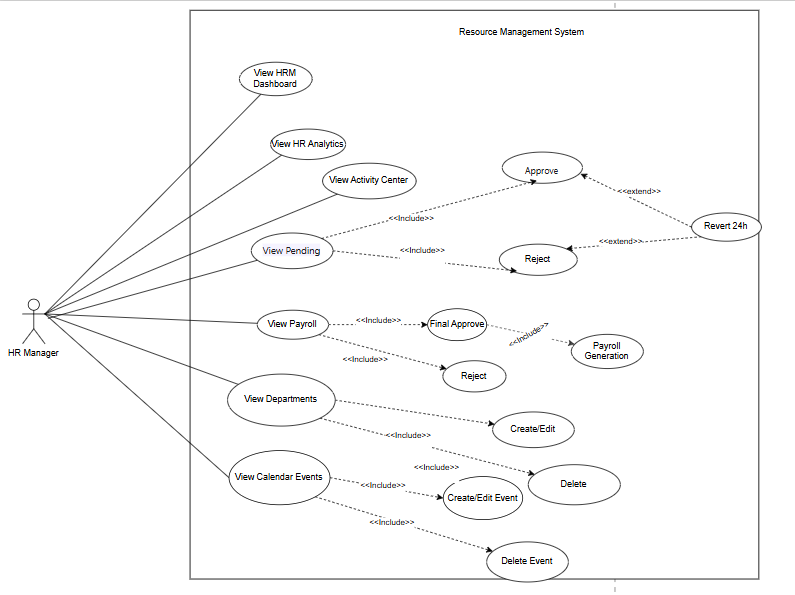 Resource Management System
View HRM
Dashboard
View HR Analytics
View Activity Center
Approve
<<extend>>
<<Include>>
Revert 24h
<<extend>>
View Pending
<<Include>>
Reject
HR Manager
View Payroll
<<Include>>
Final Approve
<<Include>>
Payroll
Generation
<<Include>>
Reject
View Departments
Create/Edit
<<Include>>
<<Include>>
Delete
View Calendar Events
<<Include>>
Create/Edit Event
<<Include>>
Delete Event